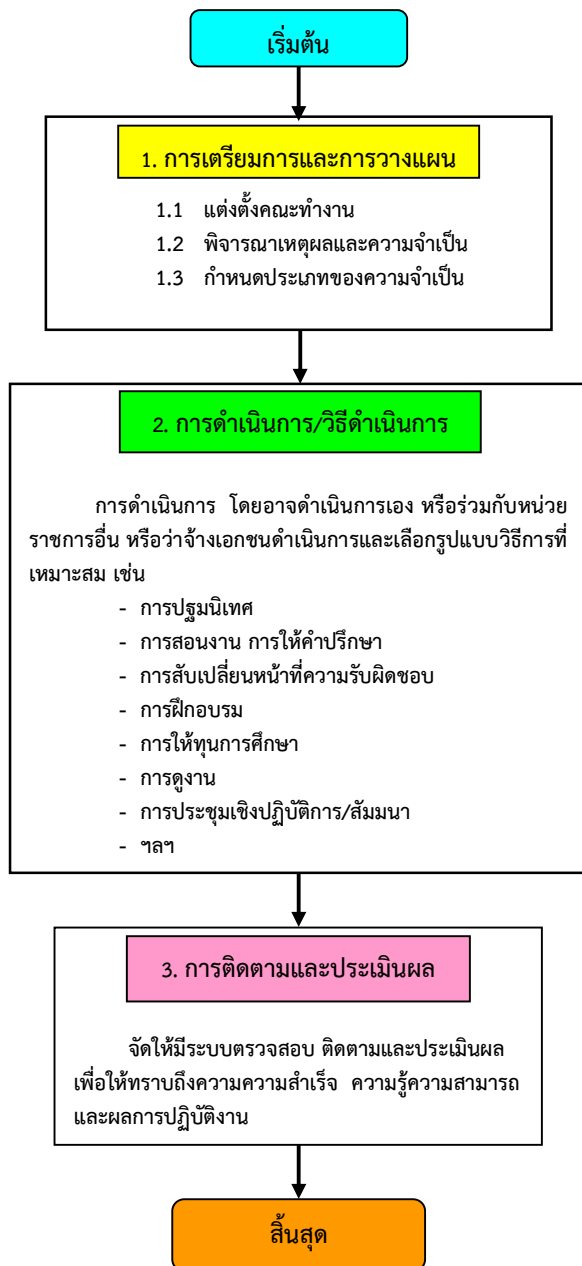 เริ่มต้น
1. การเตรียมการและการวางแผน
1.1 แต่งตั้งคณะทำงาน
1.2 พิจารณาเหตุผลและความจำเป็น
1.3 กำหนดประเภทของความจำเป็น
2. การดำเนินการ/วิธีดำเนินการ
การดำเนินการ โดยอาจดำเนินการเอง หรือร่วมกับหน่วย
ราชการอื่น หรือว่าจ้างเอกชนดำเนินการและเลือกรูปแบบวิธีการที่
เหมาะสม เช่น
- การปฐมนิเทศ
- การสอนงาน การให้คำปรึกษา
- การสับเปลี่ยนหน้าที่ความรับผิดชอบ
- การฝึกอบรม
- การให้ทุนการศึกษา
- การดูงาน
- การประชุมเชิงปฏิบัติการ/สัมมนา
- ฯลฯ
3. การติดตามและประเมินผล
จัดให้มีระบบตรวจสอบ ติดตามและประเมินผล
เพื่อให้ทราบถึงความความสำเร็จ ความรู้ความสามารถ
และผลการปฏิบัติงาน
สิ้นสุด